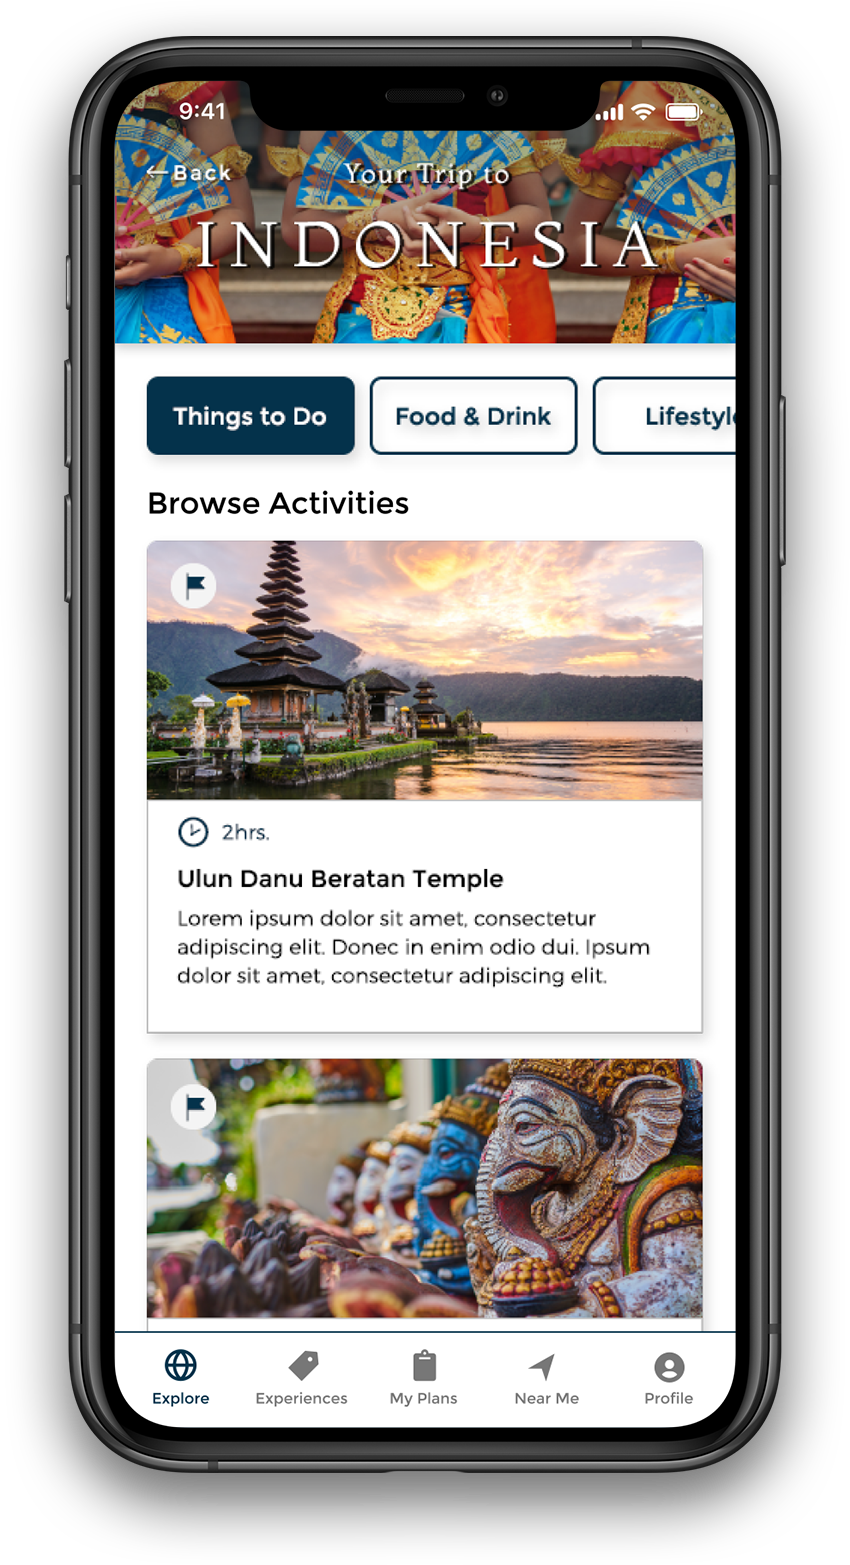 9:41
←Back
Your Trip to
INDONESIA
Things to Do
Food & Drink
Lifestyle
Browse Activities
2hrs.
Ulun Danu Beratan Temple
Lorem ipsum dolor sit amet, consectetur
adipiscing elit. Donec in enim odio dui. Ipsum
dolor sit amet, consectetur adipiscing elit.
Explore
Experiences
My Plans
Near Me
Profile